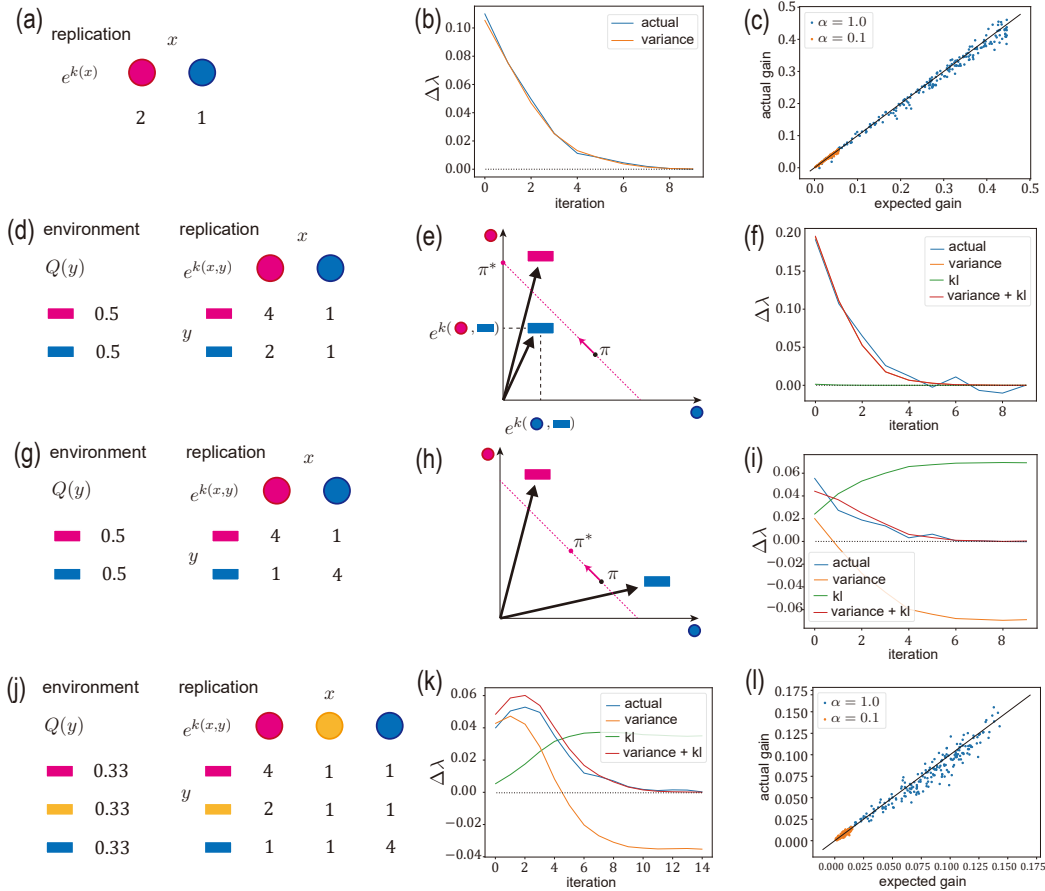 (a)
replication
x
e^{k(x)}
2 1
(b)
Δλ
0.10
0.08
0.06
0.04
0.02
0.00
0 2 4 6 8
iteration
actual
variance
(c)
actual gain
0.5
0.4
0.3
0.2
0.1
0.0
0.0 0.1 0.2 0.3 0.4 0.5
expected gain
α = 1.0
α = 0.1
(d)
environment replication
x
Q(y) e^{k(x,y)}
0.5 4 1
y
0.5 2 1
(e)
π*
e^{k( , )}
π
e^{k( , )}
(f)
Δλ
0.20
0.15
0.10
0.05
0.00
0 2 4 6 8
iteration
actual
variance
kl
variance + kl
(g)
environment replication
x
Q(y) e^{k(x,y)}
0.5 4 1
y
0.5 1 4
(h)
π*
π
(i)
Δλ
0.06
0.04
0.02
0.00
−0.02
−0.04
−0.06
0 2 4 6 8
iteration
actual
variance
kl
variance + kl
(j)
environment replication
x
Q(y) e^{k(x,y)}
0.33 4 1 1
y
0.33 2 1 1
0.33 1 1 4
(k)
Δλ
0.06
0.04
0.02
0.00
−0.02
−0.04
0 2 4 6 8 10 12 14
iteration
actual
variance
kl
variance + kl
(l)
actual gain
0.175
0.150
0.125
0.100
0.075
0.050
0.025
0.000
0.000 0.025 0.050 0.075 0.100 0.125 0.150 0.175
expected gain
α = 1.0
α = 0.1